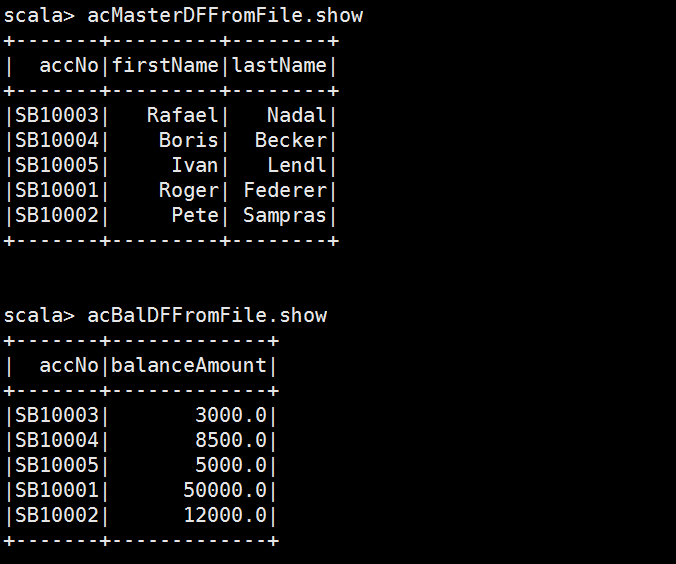 scala> acMasterDFFromFile.show
+-------+---------+--------+
|  accNo|firstName|lastName|
+-------+---------+--------+
|SB10003|   Rafael|   Nadal|
|SB10004|    Boris|  Becker|
|SB10005|     Ivan|   Lendl|
|SB10001|    Roger| Federer|
|SB10002|     Pete| Sampras|
+-------+---------+--------+
scala> acBalDFFromFile.show
+-------+-------------+
|  accNo|balanceAmount|
+-------+-------------+
|SB10003|       3000.0|
|SB10004|       8500.0|
|SB10005|       5000.0|
|SB10001|      50000.0|
|SB10002|      12000.0|
+-------+-------------+